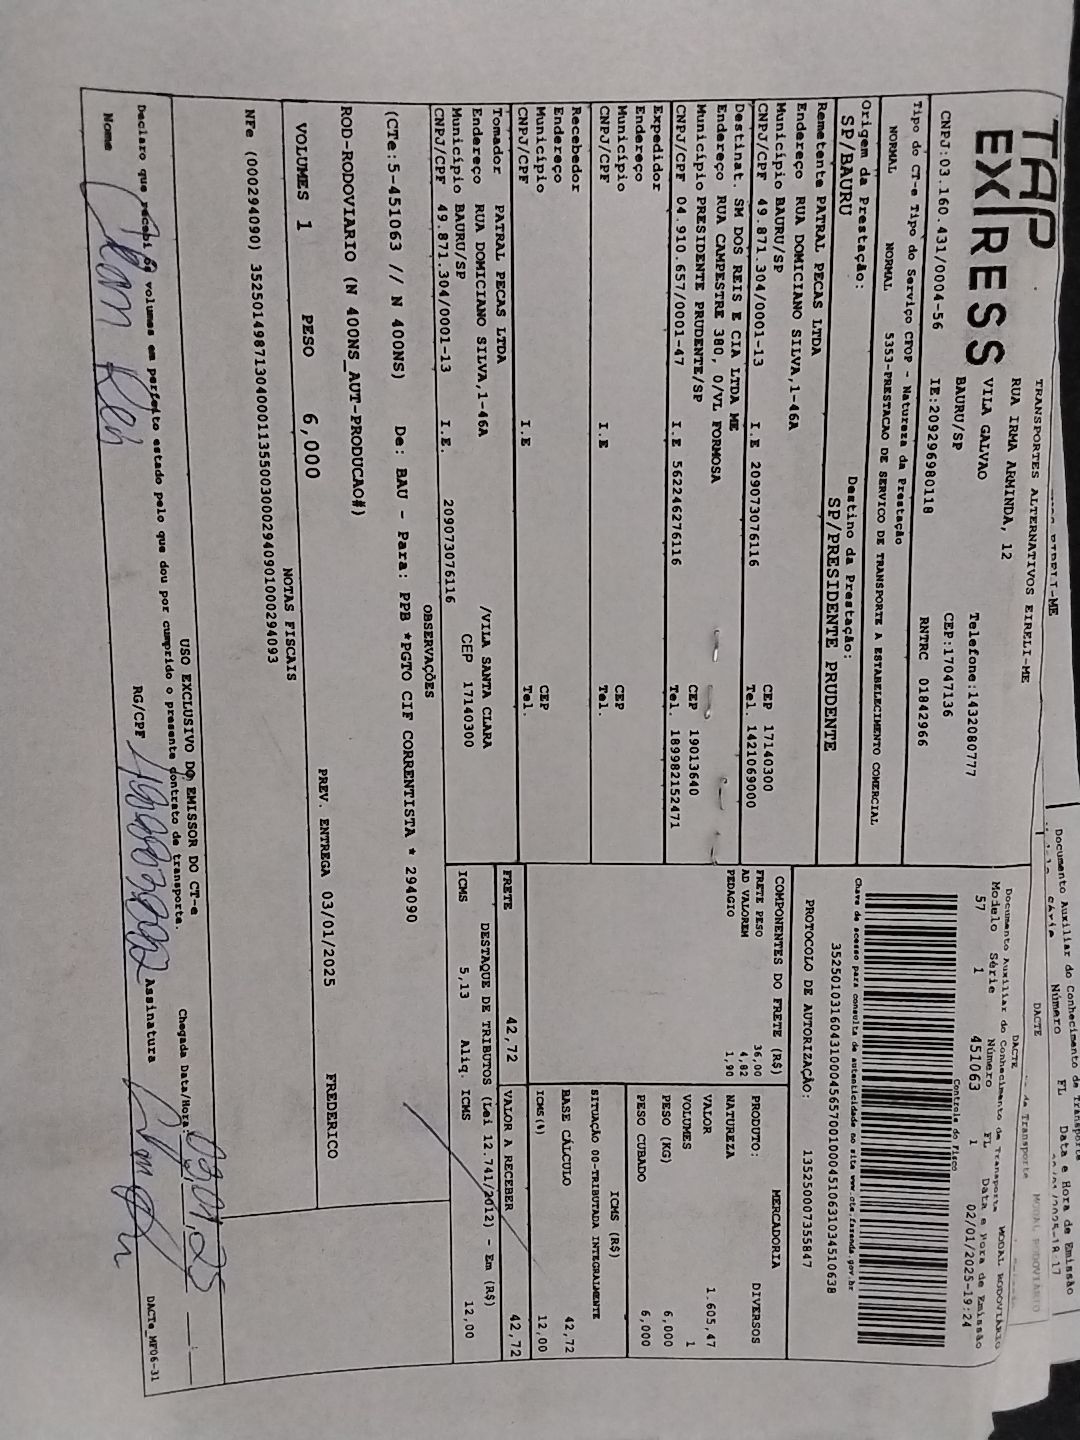 TAP
EXPRESS
TRANSPORTES ALTERNATIVOS EIRELI-ME
RUA IRMA ARMINDA, 12
VILA GALVAO
BAURU/SP
Telefone:1432080777
CEP:17047136
CNPJ:03.160.431/0004-56
IE:209296980118
RNTRC 01842966
Tipo do CT-e Tipo do Serviço CFOP - Natureza da Prestação
NORMAL NORMAL 5353-PRESTACAO DE SERVICO DE TRANSPORTE A ESTABELECIMENTO COMERCIAL
Origem da Prestação:
SP/BAURU
Destino da Prestação:
SP/PRESIDENTE PRUDENTE
Remetente PATRAL PECAS LTDA
Endereço RUA DOMICIANO SILVA,1-46A
Município BAURU/SP CEP 17140300
CNPJ/CPF 49.871.304/0001-13 I.E 209073076116 Tel. 1421069000
Destinat. SM DOS REIS E CIA LTDA ME
Endereço RUA CAMPESTRE 380, 0/VL FORMOSA
Município PRESIDENTE PRUDENTE/SP CEP 19013640
CNPJ/CPF 04.910.657/0001-47 I.E 562246276116 Tel. 189982152471
Expedidor
Endereço
Município CEP
CNPJ/CPF I.E Tel.
Recebedor
Endereço
Município CEP
CNPJ/CPF I.E Tel.
Tomador PATRAL PECAS LTDA
Endereço RUA DOMICIANO SILVA,1-46A /VILA SANTA CLARA
Município BAURU/SP CEP 17140300
CNPJ/CPF 49.871.304/0001-13 I.E. 209073076116
DACTE
Documento Auxiliar do Conhecimento de Transporte MODAL RODOVIÁRIO
Modelo Série Número FL Data e Hora de Emissão
57 1 451063 1 02/01/2025-19:24
Controle do Fisco
Chave de acesso para consulta de autenticidade no site www.cte.fazenda.gov.br
35250103160431000456570010004510631034510638
PROTOCOLO DE AUTORIZAÇÃO: 135250007355847
COMPONENTES DO FRETE (R$)
FRETE PESO 36,00
AD VALOREM 4,82
PEDAGIO 1,90
MERCADORIA
PRODUTO: DIVERSOS
NATUREZA
VALOR 1.605,47
VOLUMES 1
PESO (KG) 6,000
PESO CUBADO 6,000
ICMS (R$)
SITUAÇÃO 00-TRIBUTADA INTEGRALMENTE
BASE CÁLCULO 42,72
ICMS (%) 12,00
FRETE 42,72 VALOR A RECEBER 42,72
DESTAQUE DE TRIBUTOS (Lei 12.741/2012) - Em (R$)
ICMS 5,13 Aliq. ICMS 12,00
OBSERVAÇÕES
(CTe:5-451063 // N 400NS) De: BAU - Para: PPB *PGTO CIF CORRENTISTA * 294090
ROD-RODOVIARIO (N 400NS_AUT-PRODUCAO#)
VOLUMES 1 PESO 6,000 PREV. ENTREGA 03/01/2025 FREDERICO
NOTAS FISCAIS
NFe (000294090) 35250149871304000113550030002940901000294093
USO EXCLUSIVO DO EMISSOR DO CT-e
Declaro que recebi os volumes em perfeito estado pelo que dou por cumprido o presente contrato de transporte.
Chegada Data/Hora: 03,01,25
Nome RG/CPF Assinatura
DACTe_MF06-31